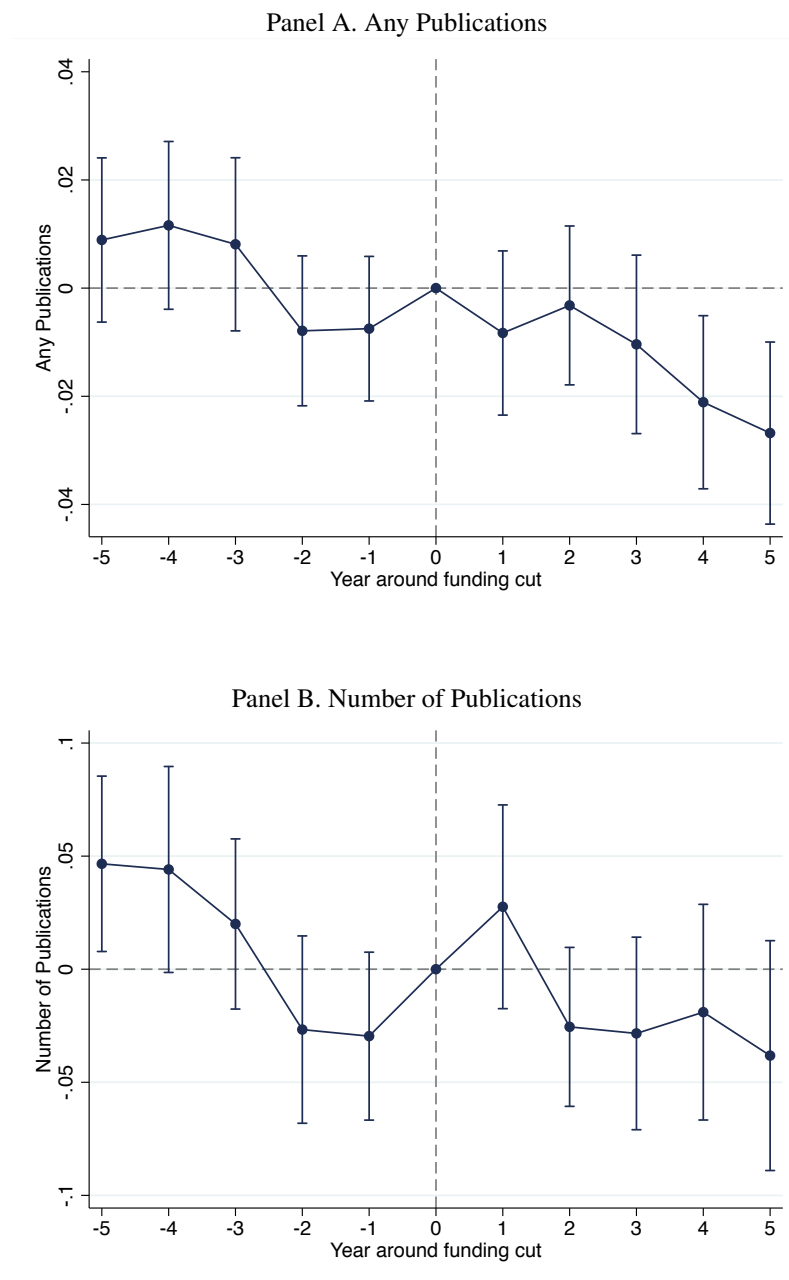 Panel A. Any Publications
.04
.02
0
-.02
-.04
Any Publications
-5 -4 -3 -2 -1 0 1 2 3 4 5
Year around funding cut
Panel B. Number of Publications
.1
.05
0
-.05
-.1
Number of Publications
-5 -4 -3 -2 -1 0 1 2 3 4 5
Year around funding cut